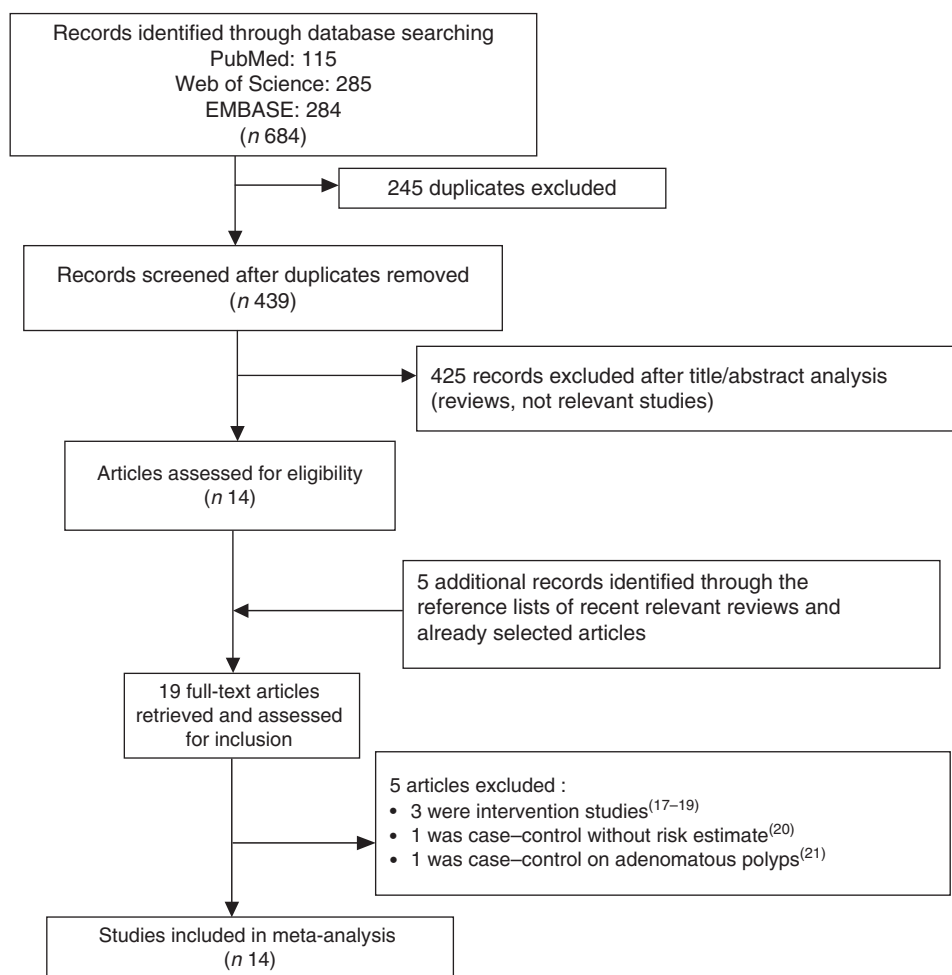 Records identified through database searching
PubMed: 115
Web of Science: 285
EMBASE: 284
(n 684)
245 duplicates excluded
Records screened after duplicates removed
(n 439)
425 records excluded after title/abstract analysis
(reviews, not relevant studies)
Articles assessed for eligibility
(n 14)
5 additional records identified through the
reference lists of recent relevant reviews and
already selected articles
19 full-text articles
retrieved and assessed
for inclusion
5 articles excluded :
• 3 were intervention studies(17–19)
• 1 was case–control without risk estimate(20)
• 1 was case–control on adenomatous polyps(21)
Studies included in meta-analysis
(n 14)